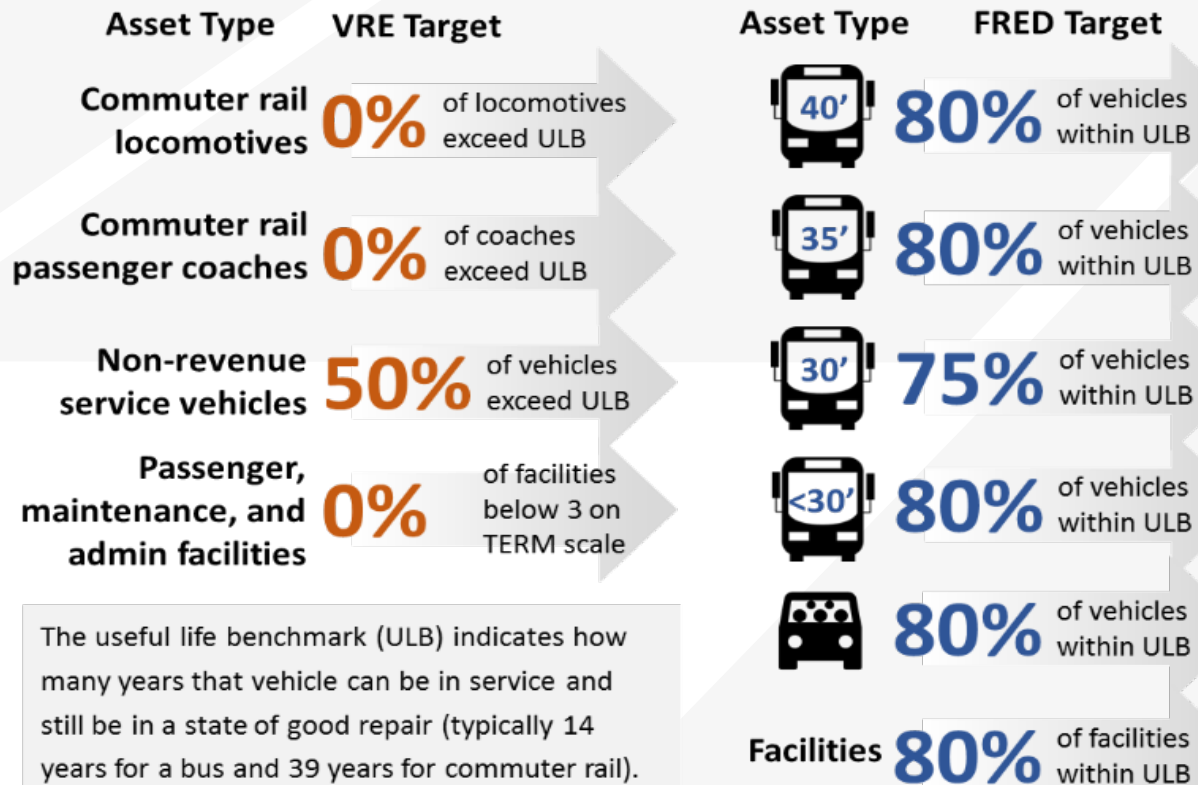 Asset Type VRE Target
Commuter rail
locomotives
0%
of locomotives
exceed ULB
Commuter rail
passenger coaches
0%
of coaches
exceed ULB
Non-revenue
service vehicles
50%
of vehicles
exceed ULB
Passenger,
maintenance, and
admin facilities
0%
of facilities
below 3 on
TERM scale
The useful life benchmark (ULB) indicates how
many years that vehicle can be in service and
still be in a state of good repair (typically 14
years for a bus and 39 years for commuter rail).
Asset Type FRED Target
40’
80%
of vehicles
within ULB
35’
80%
of vehicles
within ULB
30’
75%
of vehicles
within ULB
<30’
80%
of vehicles
within ULB
80%
of vehicles
within ULB
Facilities
80%
of facilities
within ULB